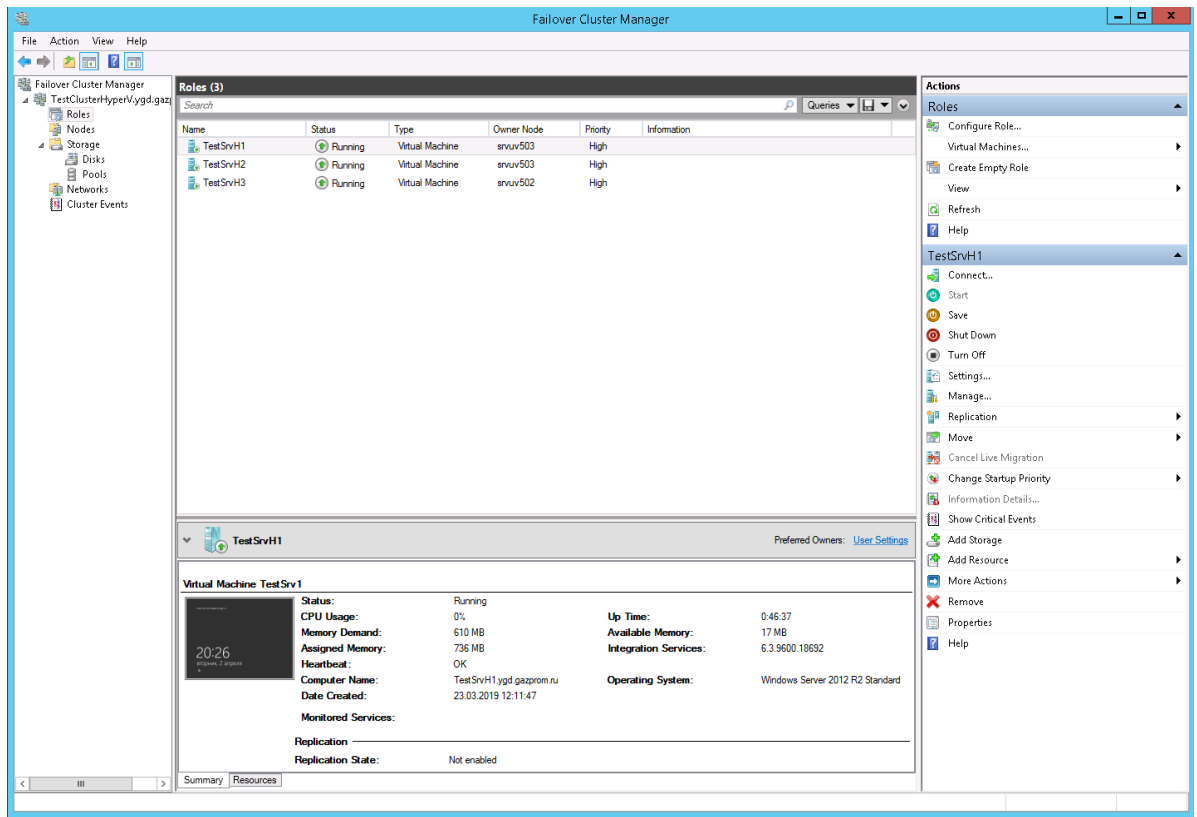 Failover Cluster Manager
File Action View Help
Failover Cluster Manager
TestClusterHyperV.ygd.gazp
Roles
Nodes
Storage
Disks
Pools
Networks
Cluster Events
Roles (3)
Search
Queries
Name Status Type Owner Node Priority Information
TestSrvH1 Running Virtual Machine srvuv503 High
TestSrvH2 Running Virtual Machine srvuv503 High
TestSrvH3 Running Virtual Machine srvuv502 High
TestSrvH1 Preferred Owners: User Settings
Virtual Machine TestSrv1
20:26
вторник, 2 апреля
Status: Running
CPU Usage: 0% Up Time: 0:46:37
Memory Demand: 610 MB Available Memory: 17 MB
Assigned Memory: 736 MB Integration Services: 6.3.9600.18692
Heartbeat: OK
Computer Name: TestSrvH1.ygd.gazprom.ru Operating System: Windows Server 2012 R2 Standard
Date Created: 23.03.2019 12:11:47
Monitored Services:
Replication
Replication State: Not enabled
Summary Resources
Actions
Roles
Configure Role...
Virtual Machines...
Create Empty Role
View
Refresh
Help
TestSrvH1
Connect...
Start
Save
Shut Down
Turn Off
Settings...
Manage...
Replication
Move
Cancel Live Migration
Change Startup Priority
Information Details...
Show Critical Events
Add Storage
Add Resource
More Actions
Remove
Properties
Help